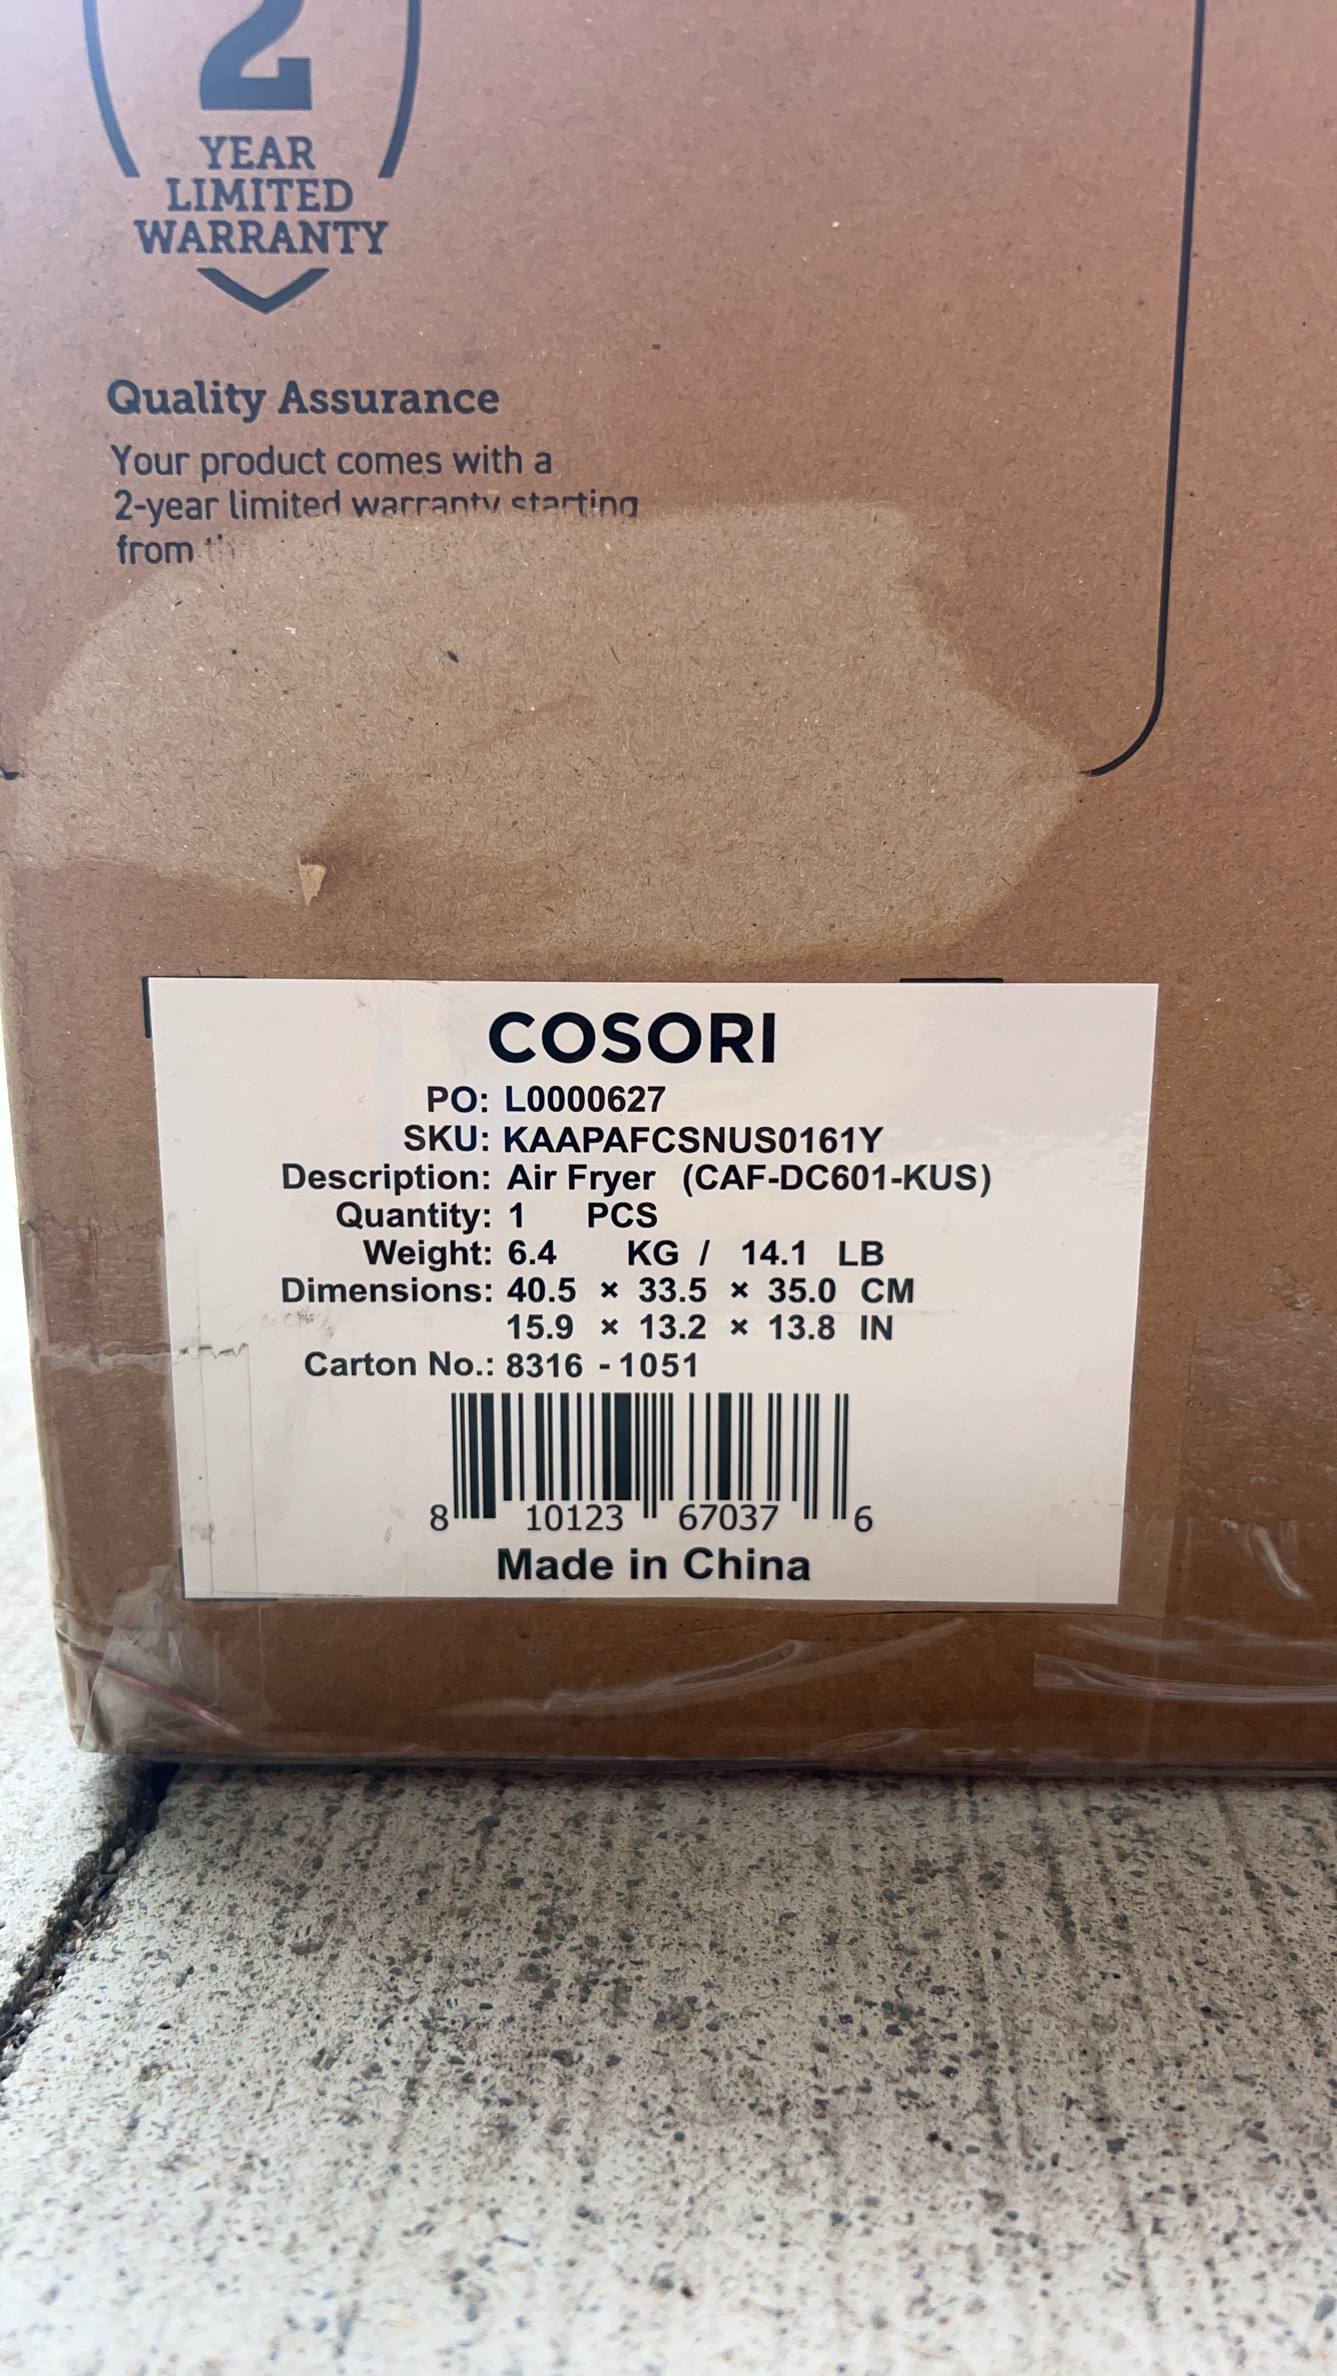 2
YEAR
LIMITED
WARRANTY
Quality Assurance
Your product comes with a
2-year limited warranty starting
from
COSORI
PO: L0000627
SKU: KAAPAFCSNUS0161Y
Description: Air Fryer (CAF-DC601-KUS)
Quantity: 1 PCS
Weight: 6.4 KG / 14.1 LB
Dimensions: 40.5 × 33.5 × 35.0 CM
15.9 × 13.2 × 13.8 IN
Carton No.: 8316 - 1051
8 10123 67037 6
Made in China